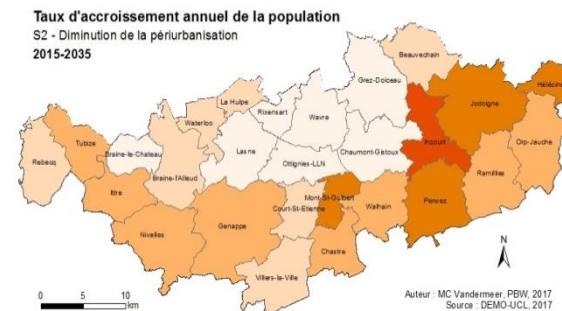 Taux d'accroissement annuel de la population
S2 - Diminution de la périurbanisation
2015-2035
Beauvechain
Grez-Doiceau
Hélécine
La Hulpe
Jodoigne
Rixensart
Wavre
Waterloo
Tubize
Incourt
Orp-Jauche
Rebecq
Braine-le-Chateau
Lasne
Chaumont-Gistoux
Braine-l'Alleud
Ottignies-LLN
Ramillies
Ittre
Mont-St-Guibert
Perwez
Court-St-Etienne
Walhain
Genappe
Nivelles
Chastre
Villers-la-Ville
N
0 5 10
km
Auteur : MC Vandermeer, PBW, 2017
Source : DEMO-UCL, 2017